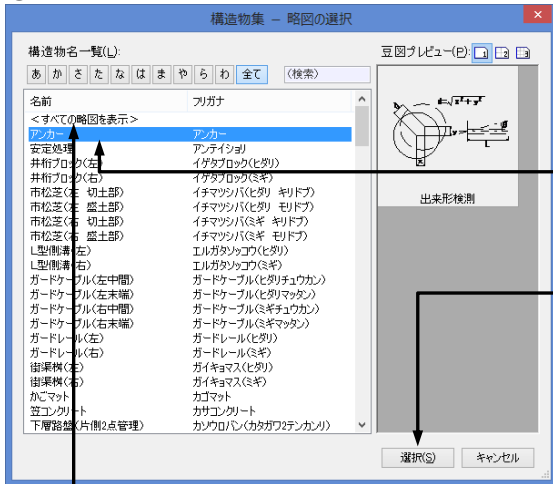 構造物集 － 略図の選択
構造物名一覧(L):
豆図プレビュー(P): 1 2 3
あ か さ た な は ま や ら わ 全て (検索)
名前 フリガナ
＜すべての略図を表示＞
アンカー アンカー
安定処理 アンテイショリ
井桁ブロック(左) イゲタブロック(ヒダリ)
井桁ブロック(右) イゲタブロック(ミギ)
市松芝(左 切土部) イチマツシバ(ヒダリ キリドブ)
市松芝(左 盛土部) イチマツシバ(ヒダリ モリドブ)
市松芝(右 切土部) イチマツシバ(ミギ キリドブ)
市松芝(右 盛土部) イチマツシバ(ミギ モリドブ)
L型側溝(左) エルガタソッコウ(ヒダリ)
L型側溝(右) エルガタソッコウ(ミギ)
ガードケーブル(左中間) ガードケーブル(ヒダリチュウカン)
ガードケーブル(左末端) ガードケーブル(ヒダリマッタン)
ガードケーブル(右中間) ガードケーブル(ミギチュウカン)
ガードケーブル(右末端) ガードケーブル(ミギマッタン)
ガードレール(左) ガードレール(ヒダリ)
ガードレール(右) ガードレール(ミギ)
街渠桝(左) ガイキョマス(ヒダリ)
街渠桝(右) ガイキョマス(ミギ)
かごマット カゴマット
笠コンクリート カサコンクリート
下層路盤(片側2点管理) カソウロバン(カタガワ2テンカンリ)
d=√x²+y²
L
出来形検測
選択(S) キャンセル